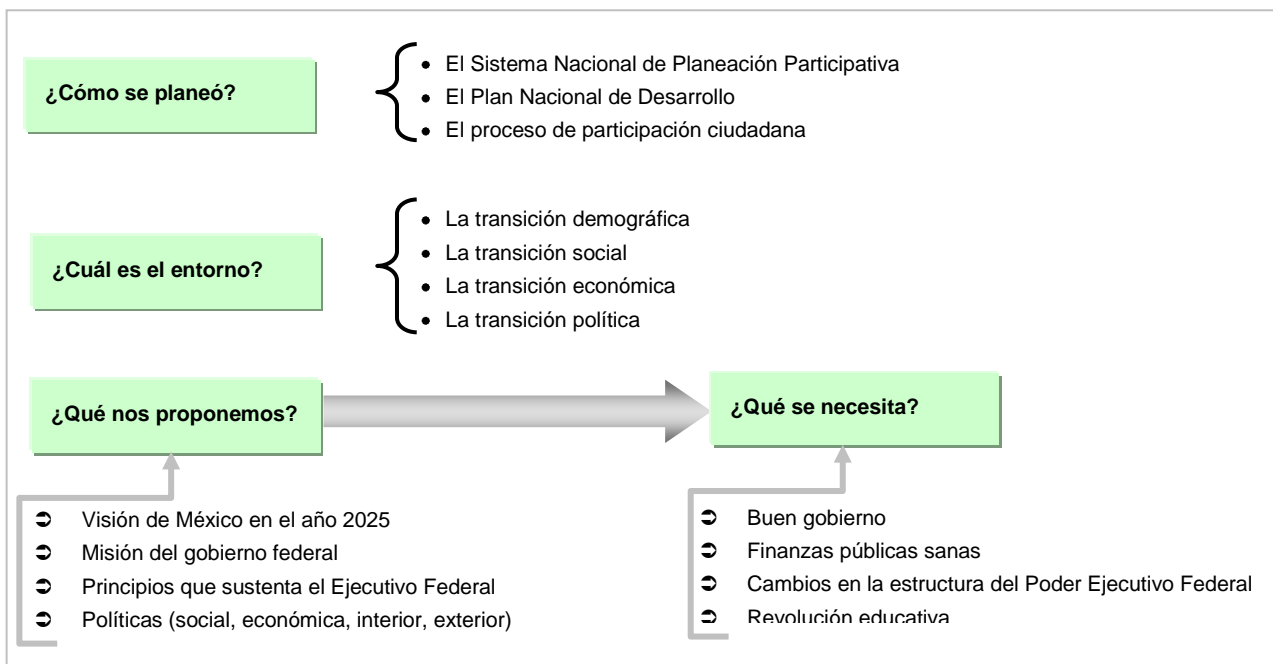 ¿Cómo se planeó?
• El Sistema Nacional de Planeación Participativa
• El Plan Nacional de Desarrollo
• El proceso de participación ciudadana
¿Cuál es el entorno?
• La transición demográfica
• La transición social
• La transición económica
• La transición política
¿Qué nos proponemos?
¿Qué se necesita?
➲ Visión de México en el año 2025
➲ Misión del gobierno federal
➲ Principios que sustenta el Ejecutivo Federal
➲ Políticas (social, económica, interior, exterior)
➲ Buen gobierno
➲ Finanzas públicas sanas
➲ Cambios en la estructura del Poder Ejecutivo Federal
➲ Revolución educativa